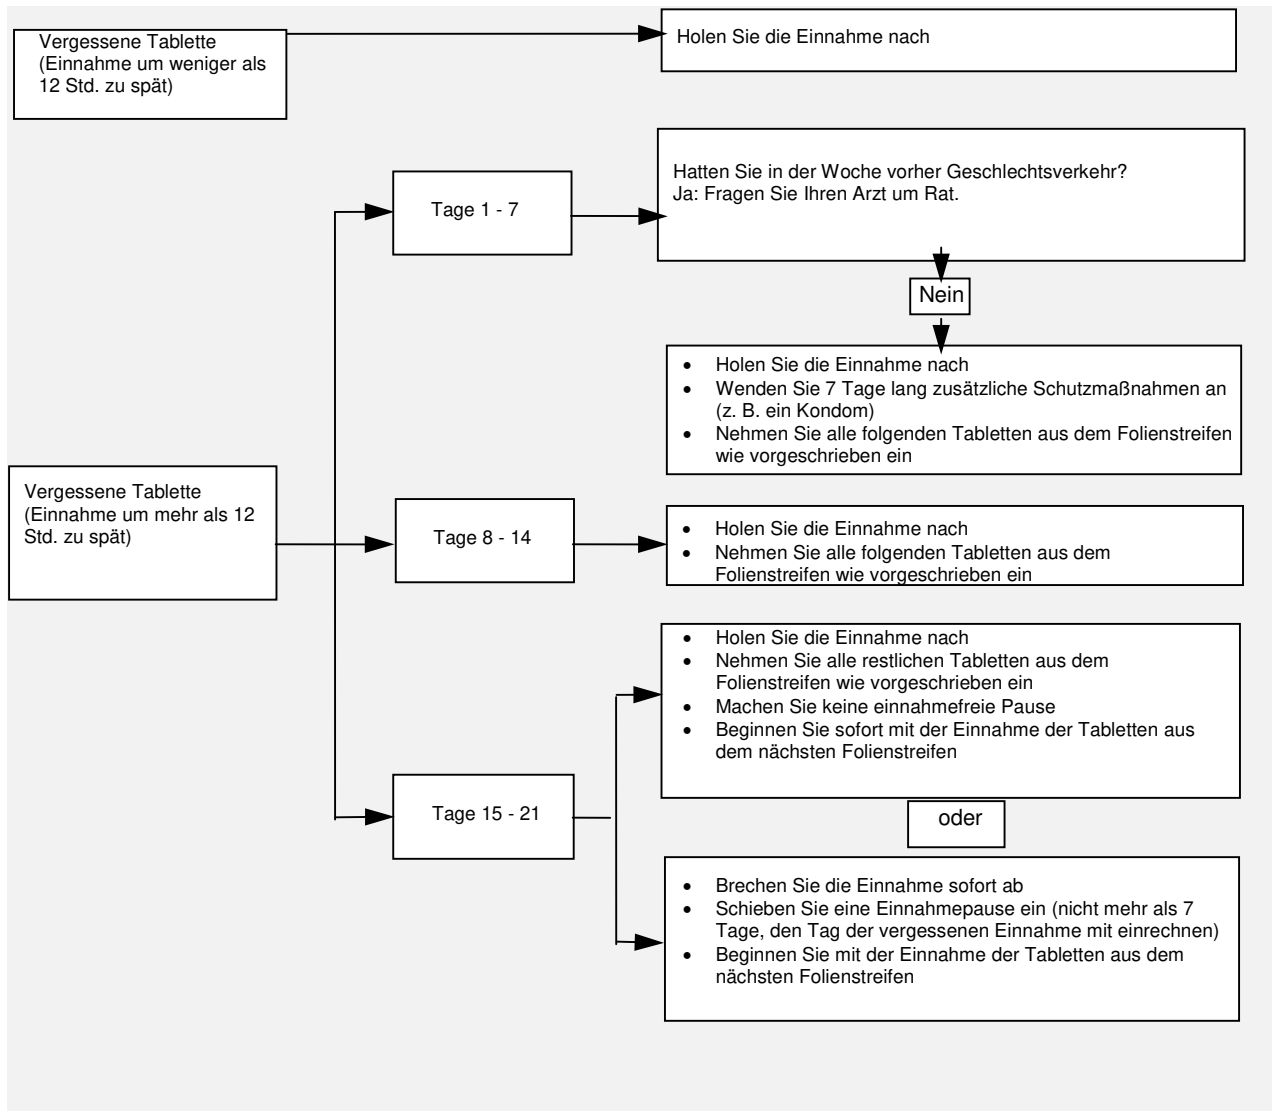 Vergessene Tablette
(Einnahme um weniger als
12 Std. zu spät)
Holen Sie die Einnahme nach
Hatten Sie in der Woche vorher Geschlechtsverkehr?
Ja: Fragen Sie Ihren Arzt um Rat.
Tage 1 - 7
Nein
• Holen Sie die Einnahme nach
• Wenden Sie 7 Tage lang zusätzliche Schutzmaßnahmen an
(z. B. ein Kondom)
• Nehmen Sie alle folgenden Tabletten aus dem Folienstreifen
wie vorgeschrieben ein
Vergessene Tablette
(Einnahme um mehr als 12
Std. zu spät)
Tage 8 - 14
• Holen Sie die Einnahme nach
• Nehmen Sie alle folgenden Tabletten aus dem
Folienstreifen wie vorgeschrieben ein
• Holen Sie die Einnahme nach
• Nehmen Sie alle restlichen Tabletten aus dem
Folienstreifen wie vorgeschrieben ein
• Machen Sie keine einnahmefreie Pause
• Beginnen Sie sofort mit der Einnahme der Tabletten aus
dem nächsten Folienstreifen
Tage 15 - 21
oder
• Brechen Sie die Einnahme sofort ab
• Schieben Sie eine Einnahmepause ein (nicht mehr als 7
Tage, den Tag der vergessenen Einnahme mit einrechnen)
• Beginnen Sie mit der Einnahme der Tabletten aus dem
nächsten Folienstreifen